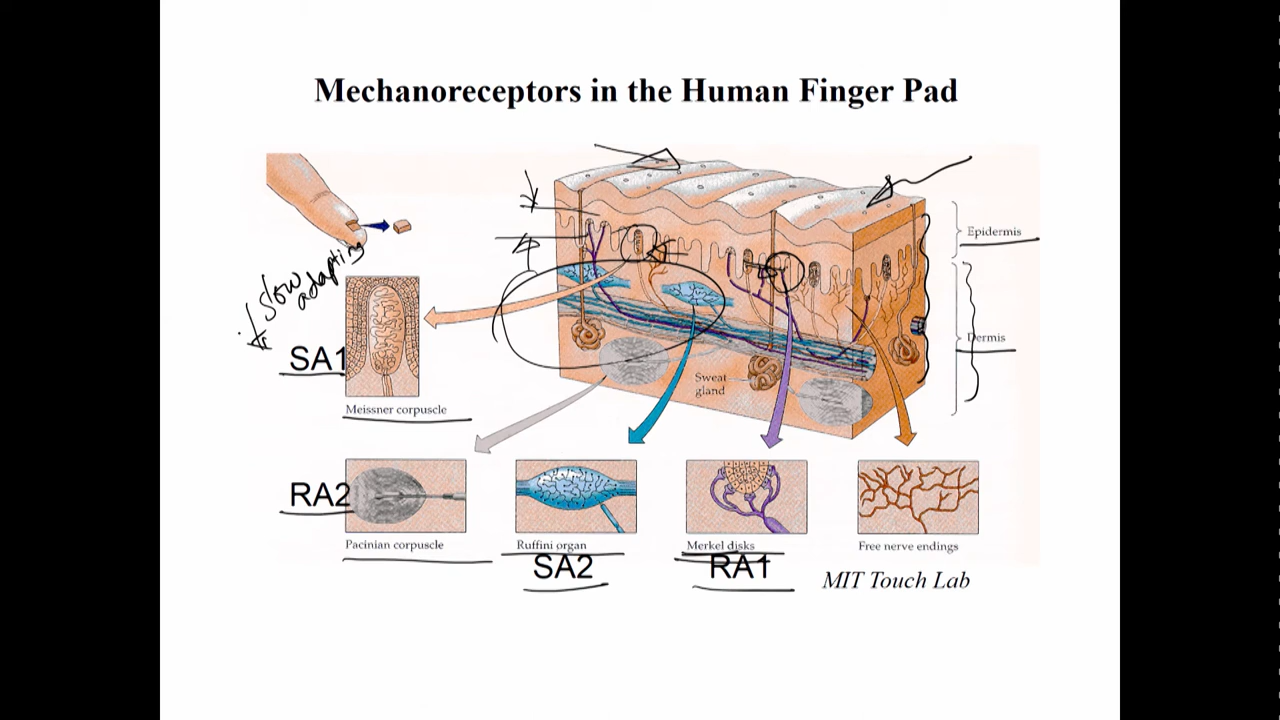 Mechanoreceptors in the Human Finger Pad
Epidermis
slow
adapting
Dermis
SA1
Sweat
gland
Meissner corpuscle
RA2
Pacinian corpuscle
Ruffini organ
Merkel disks
Free nerve endings
SA2
RA1
MIT Touch Lab